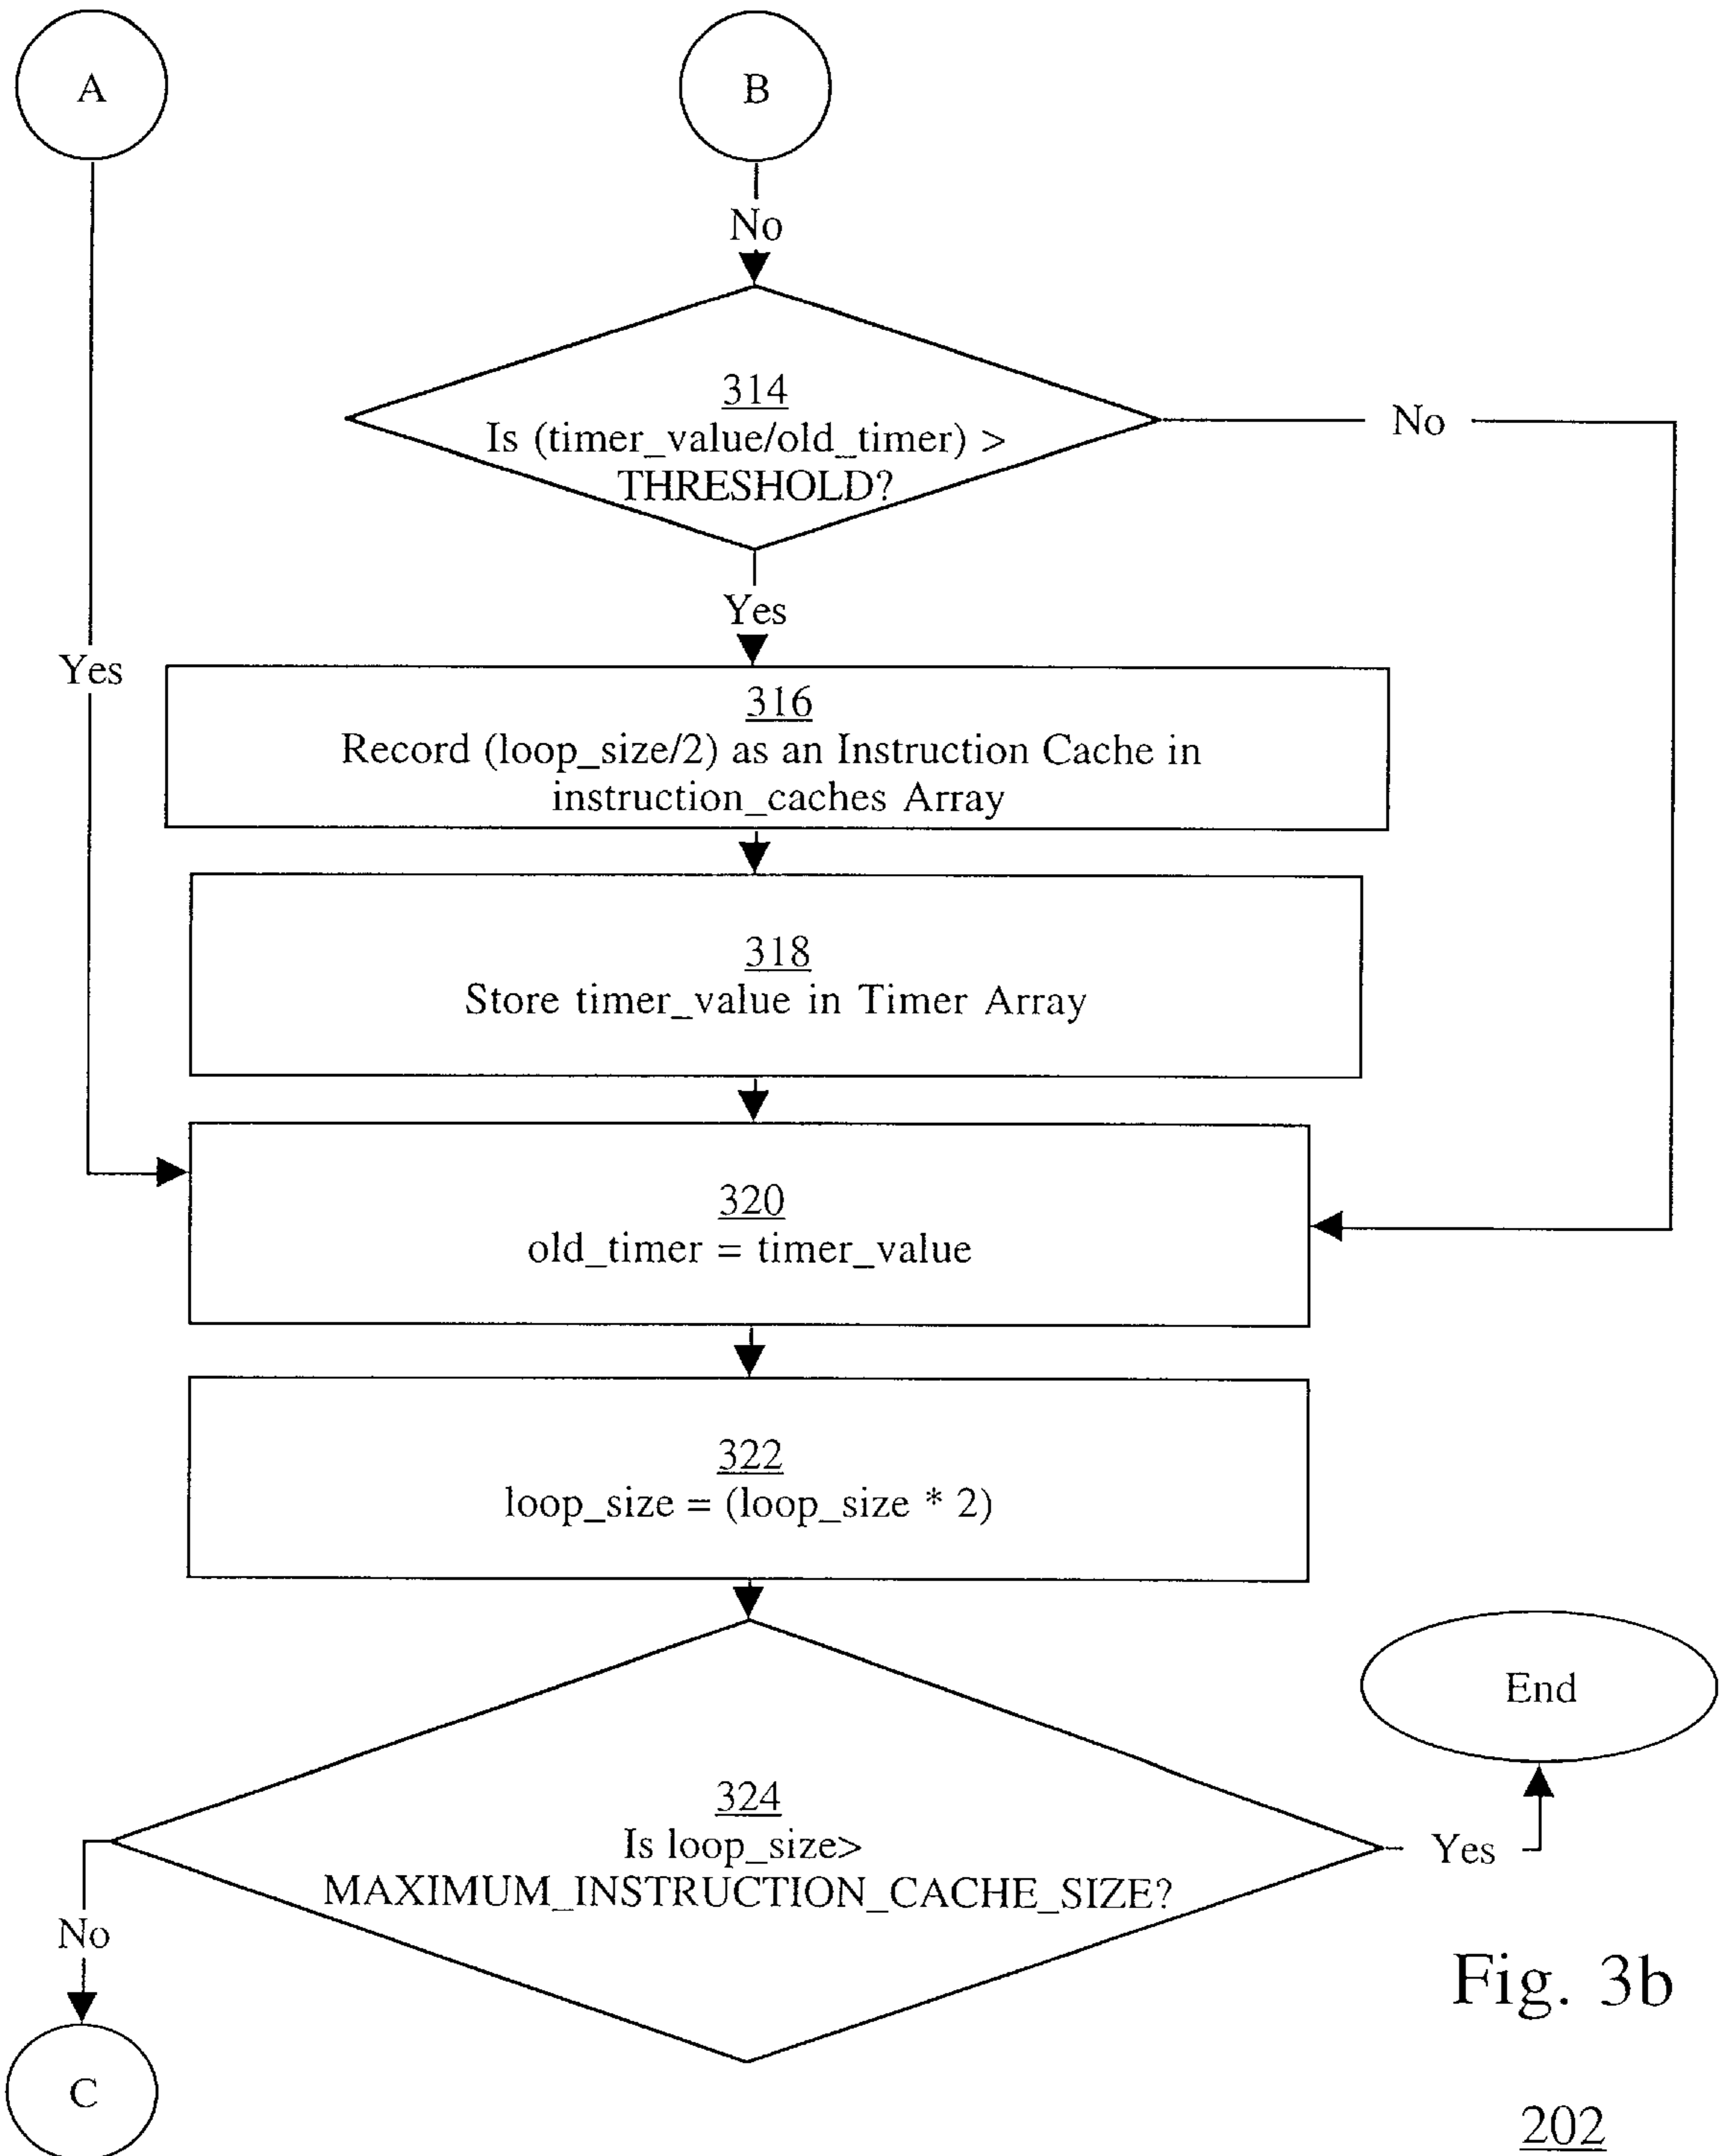 A
B
No
314
Is (timer_value/old_timer) >
THRESHOLD?
No
Yes
Yes
316
Record (loop_size/2) as an Instruction Cache in
instruction_caches Array
318
Store timer_value in Timer Array
320
old_timer = timer_value
322
loop_size = (loop_size * 2)
End
324
Is loop_size>
MAXIMUM_INSTRUCTION_CACHE_SIZE?
Yes
No
C
Fig. 3b
202